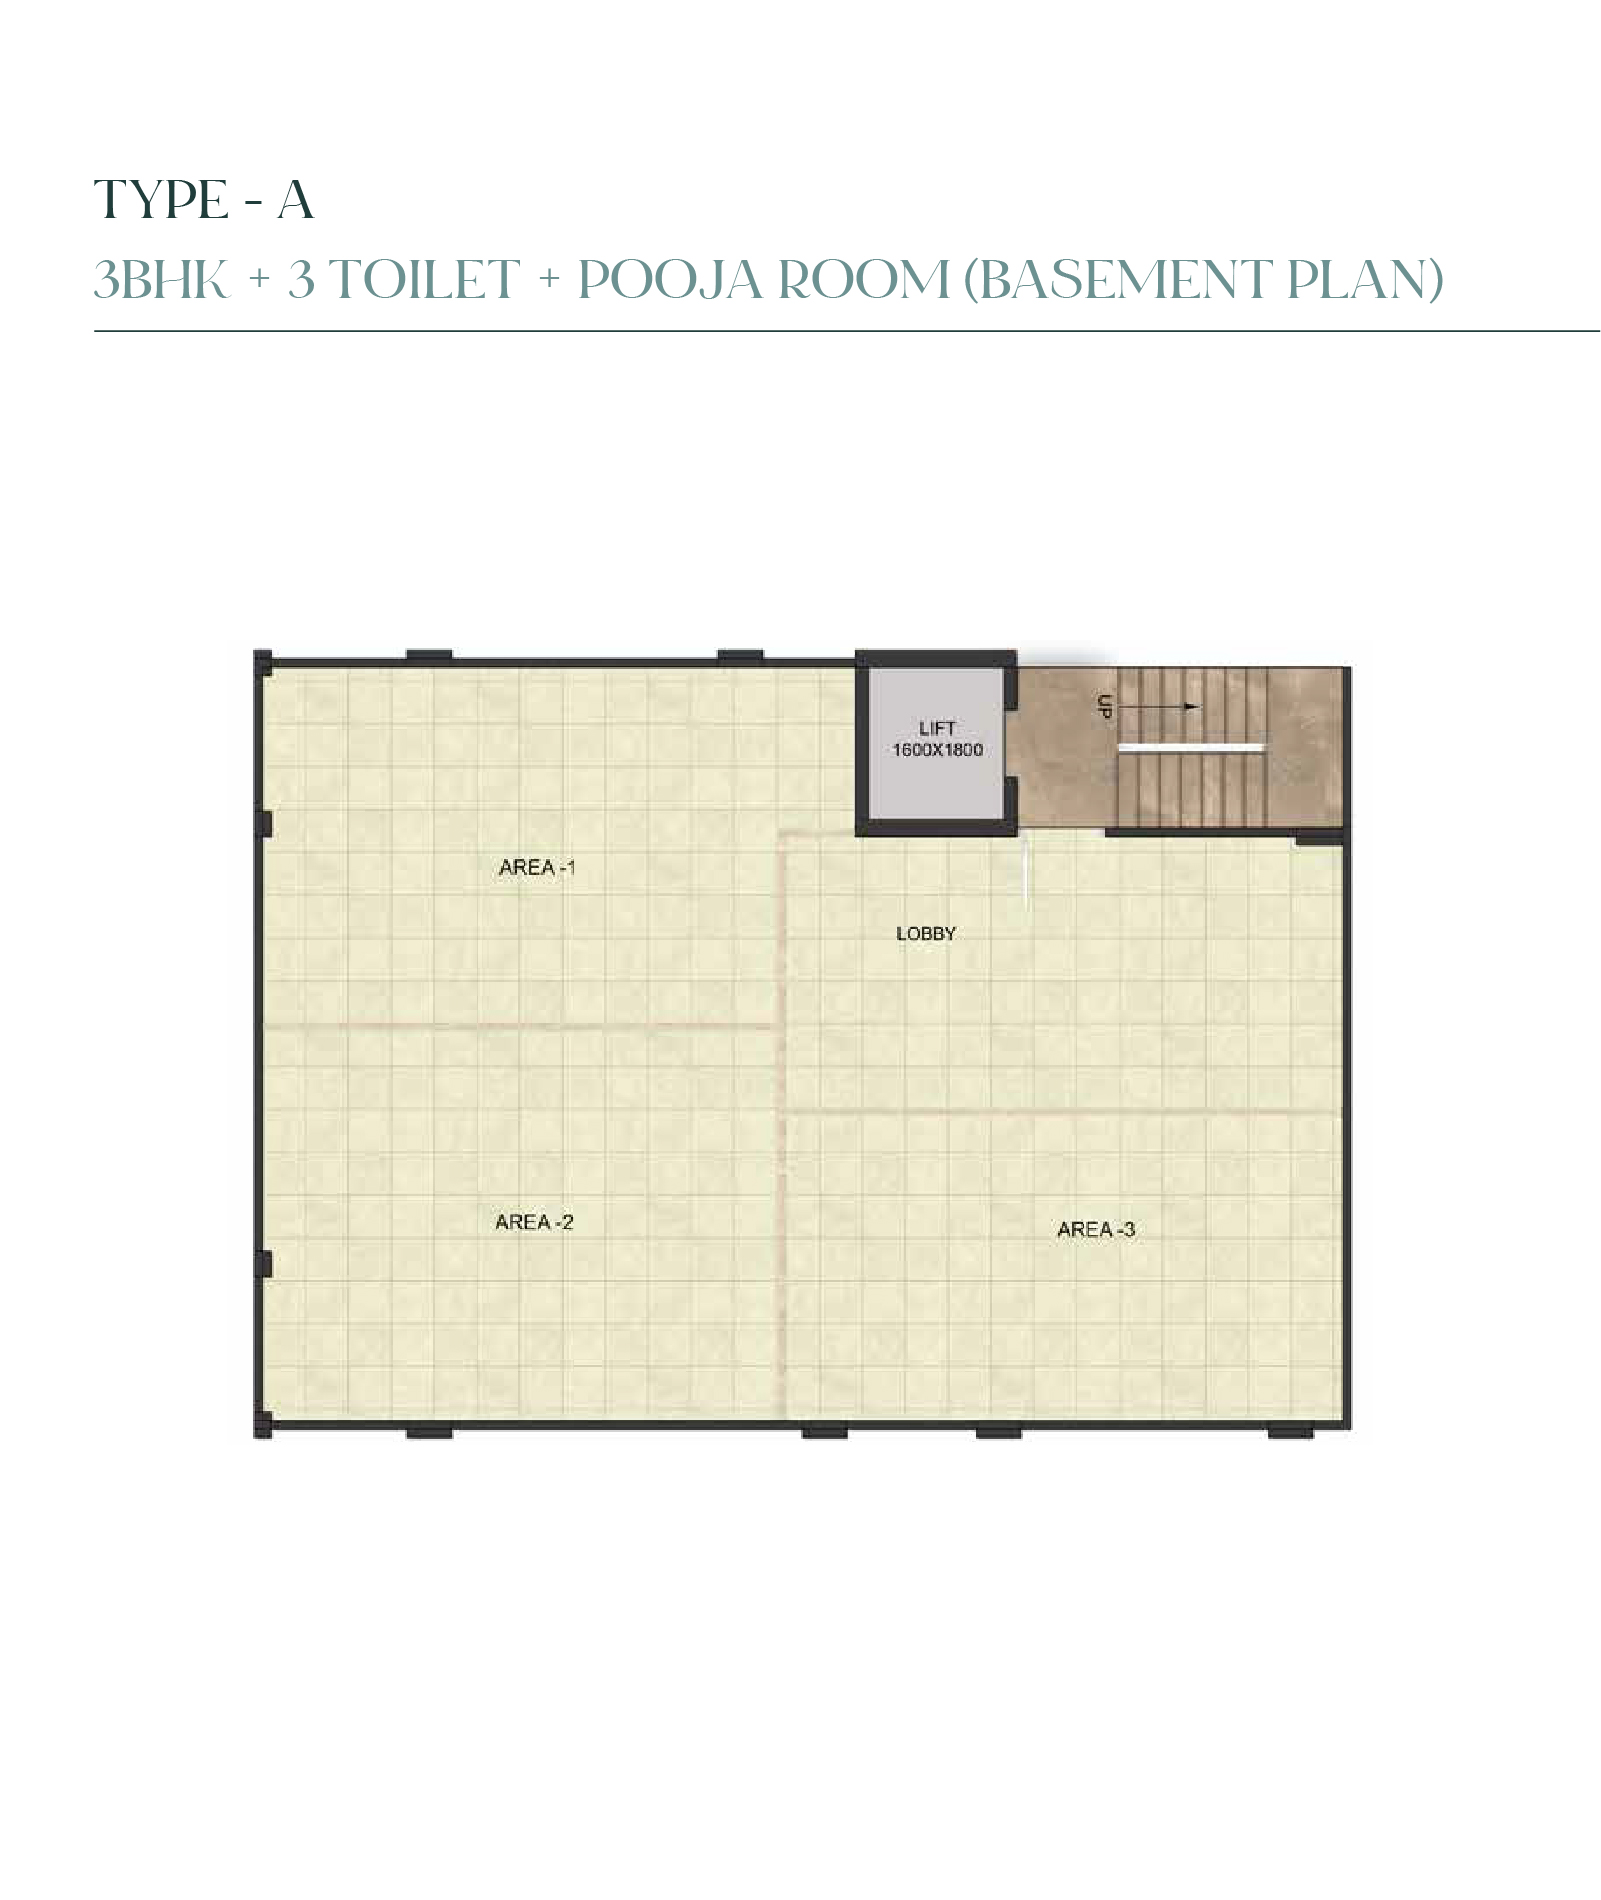 TYPE - A
3BHK + 3 TOILET + POOJA ROOM (BASEMENT PLAN)
LIFT
1600X1800
UP
AREA -1
LOBBY
AREA -2
AREA -3